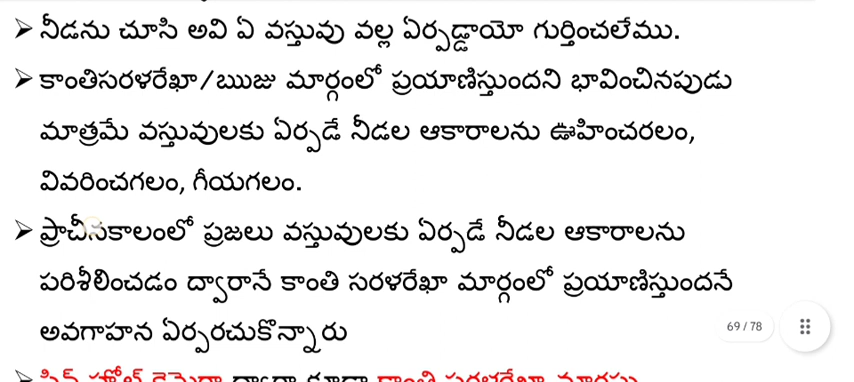 ➢ నీడను చూసి అవి ఏ వస్తువు వల్ల ఏర్పడ్డాయో గుర్తించలేము.
➢ కాంతిసరళరేఖా/ఋజు మార్గంలో ప్రయాణిస్తుందని భావించినపుడు
మాత్రమే వస్తువులకు ఏర్పడే నీడల ఆకారాలను ఊహించరలం,
వివరించగలం, గీయగలం.
➢ ప్రాచీనకాలంలో ప్రజలు వస్తువులకు ఏర్పడే నీడల ఆకారాలను
పరిశీలించడం ద్వారానే కాంతి సరళరేఖా మార్గంలో ప్రయాణిస్తుందనే
అవగాహన ఏర్పరచుకొన్నారు
69 / 78